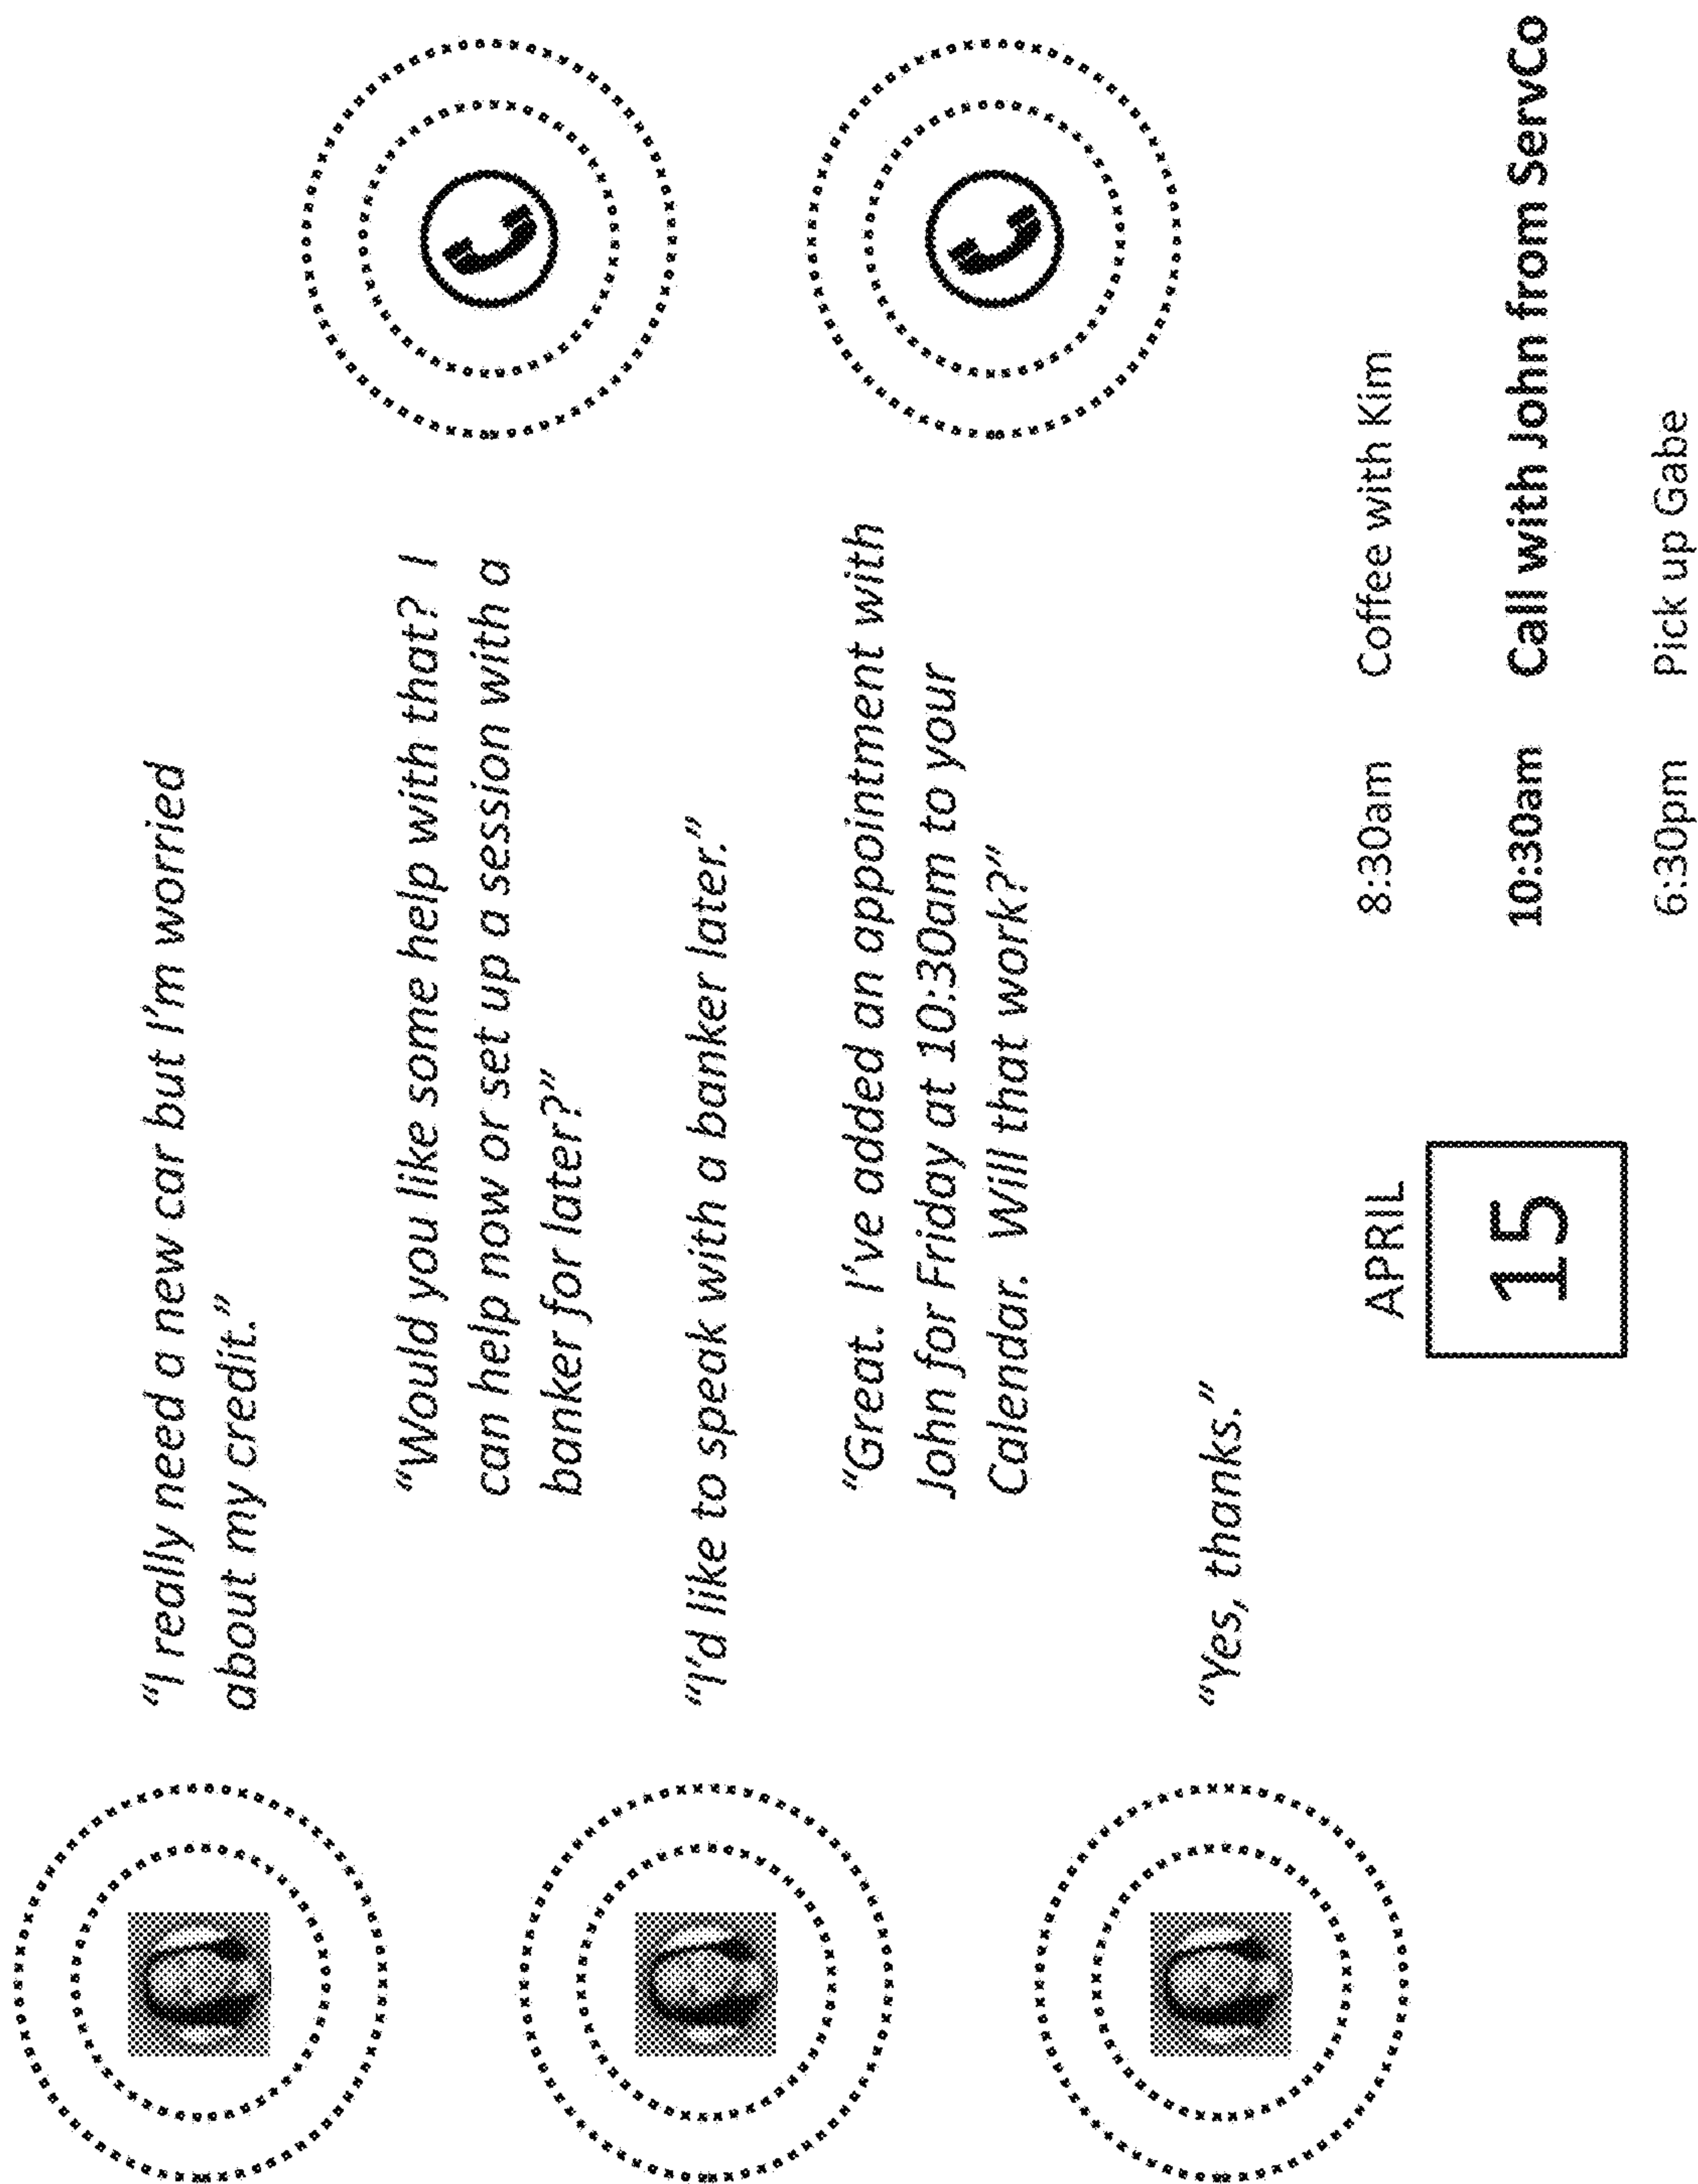 “I really need a new car but I’m worried
about my credit.”
“Would you like some help with that?  I
can help now or set up a session with a
banker for later?”
“I’d like to speak with a banker later.”
“Great.  I’ve added an appointment with
John for Friday at 10:30am to your
Calendar.  Will that work?”
“Yes, thanks.”
APRIL
15
8:30am Coffee with Kim
10:30am Call with John from ServCo
6:30pm Pick up Gabe